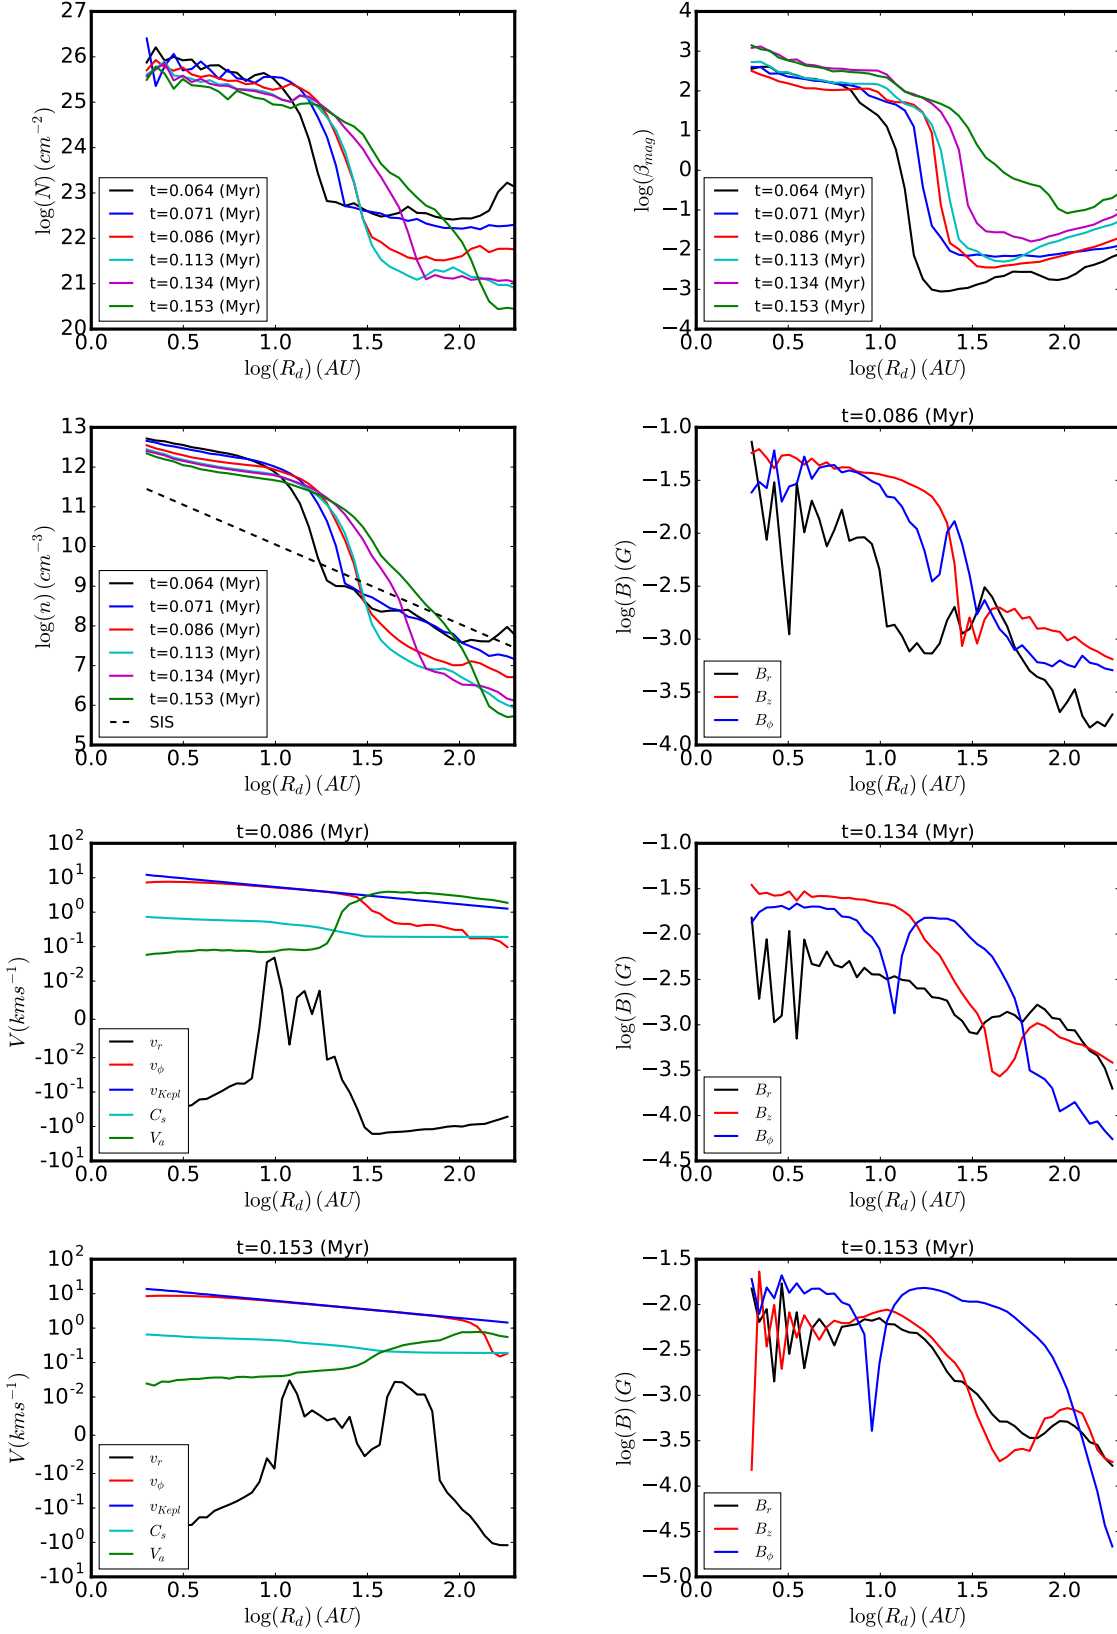 27
26
25
24
23
22
21
20
log(N) (cm⁻²)
t=0.064 (Myr)
t=0.071 (Myr)
t=0.086 (Myr)
t=0.113 (Myr)
t=0.134 (Myr)
t=0.153 (Myr)
0.0 0.5 1.0 1.5 2.0
log(R_d) (AU)
4
3
2
1
0
−1
−2
−3
−4
log(β_mag)
t=0.064 (Myr)
t=0.071 (Myr)
t=0.086 (Myr)
t=0.113 (Myr)
t=0.134 (Myr)
t=0.153 (Myr)
0.0 0.5 1.0 1.5 2.0
log(R_d) (AU)
13
12
11
10
9
8
7
6
5
log(n) (cm⁻³)
t=0.064 (Myr)
t=0.071 (Myr)
t=0.086 (Myr)
t=0.113 (Myr)
t=0.134 (Myr)
t=0.153 (Myr)
SIS
0.0 0.5 1.0 1.5 2.0
log(R_d) (AU)
t=0.086 (Myr)
−1.0
−1.5
−2.0
−2.5
−3.0
−3.5
−4.0
log(B) (G)
B_r
B_z
B_ϕ
0.0 0.5 1.0 1.5 2.0
log(R_d) (AU)
t=0.086 (Myr)
10²
10¹
10⁰
10⁻¹
10⁻²
0
-10⁻²
-10⁻¹
-10⁰
-10¹
V(kms⁻¹)
v_r
v_ϕ
v_Kepl
C_s
V_a
0.0 0.5 1.0 1.5 2.0
log(R_d) (AU)
t=0.134 (Myr)
−1.0
−1.5
−2.0
−2.5
−3.0
−3.5
−4.0
−4.5
log(B) (G)
B_r
B_z
B_ϕ
0.0 0.5 1.0 1.5 2.0
log(R_d) (AU)
t=0.153 (Myr)
10²
10¹
10⁰
10⁻¹
10⁻²
0
-10⁻²
-10⁻¹
-10⁰
-10¹
V(kms⁻¹)
v_r
v_ϕ
v_Kepl
C_s
V_a
0.0 0.5 1.0 1.5 2.0
log(R_d) (AU)
t=0.153 (Myr)
−1.5
−2.0
−2.5
−3.0
−3.5
−4.0
−4.5
−5.0
log(B) (G)
B_r
B_z
B_ϕ
0.0 0.5 1.0 1.5 2.0
log(R_d) (AU)